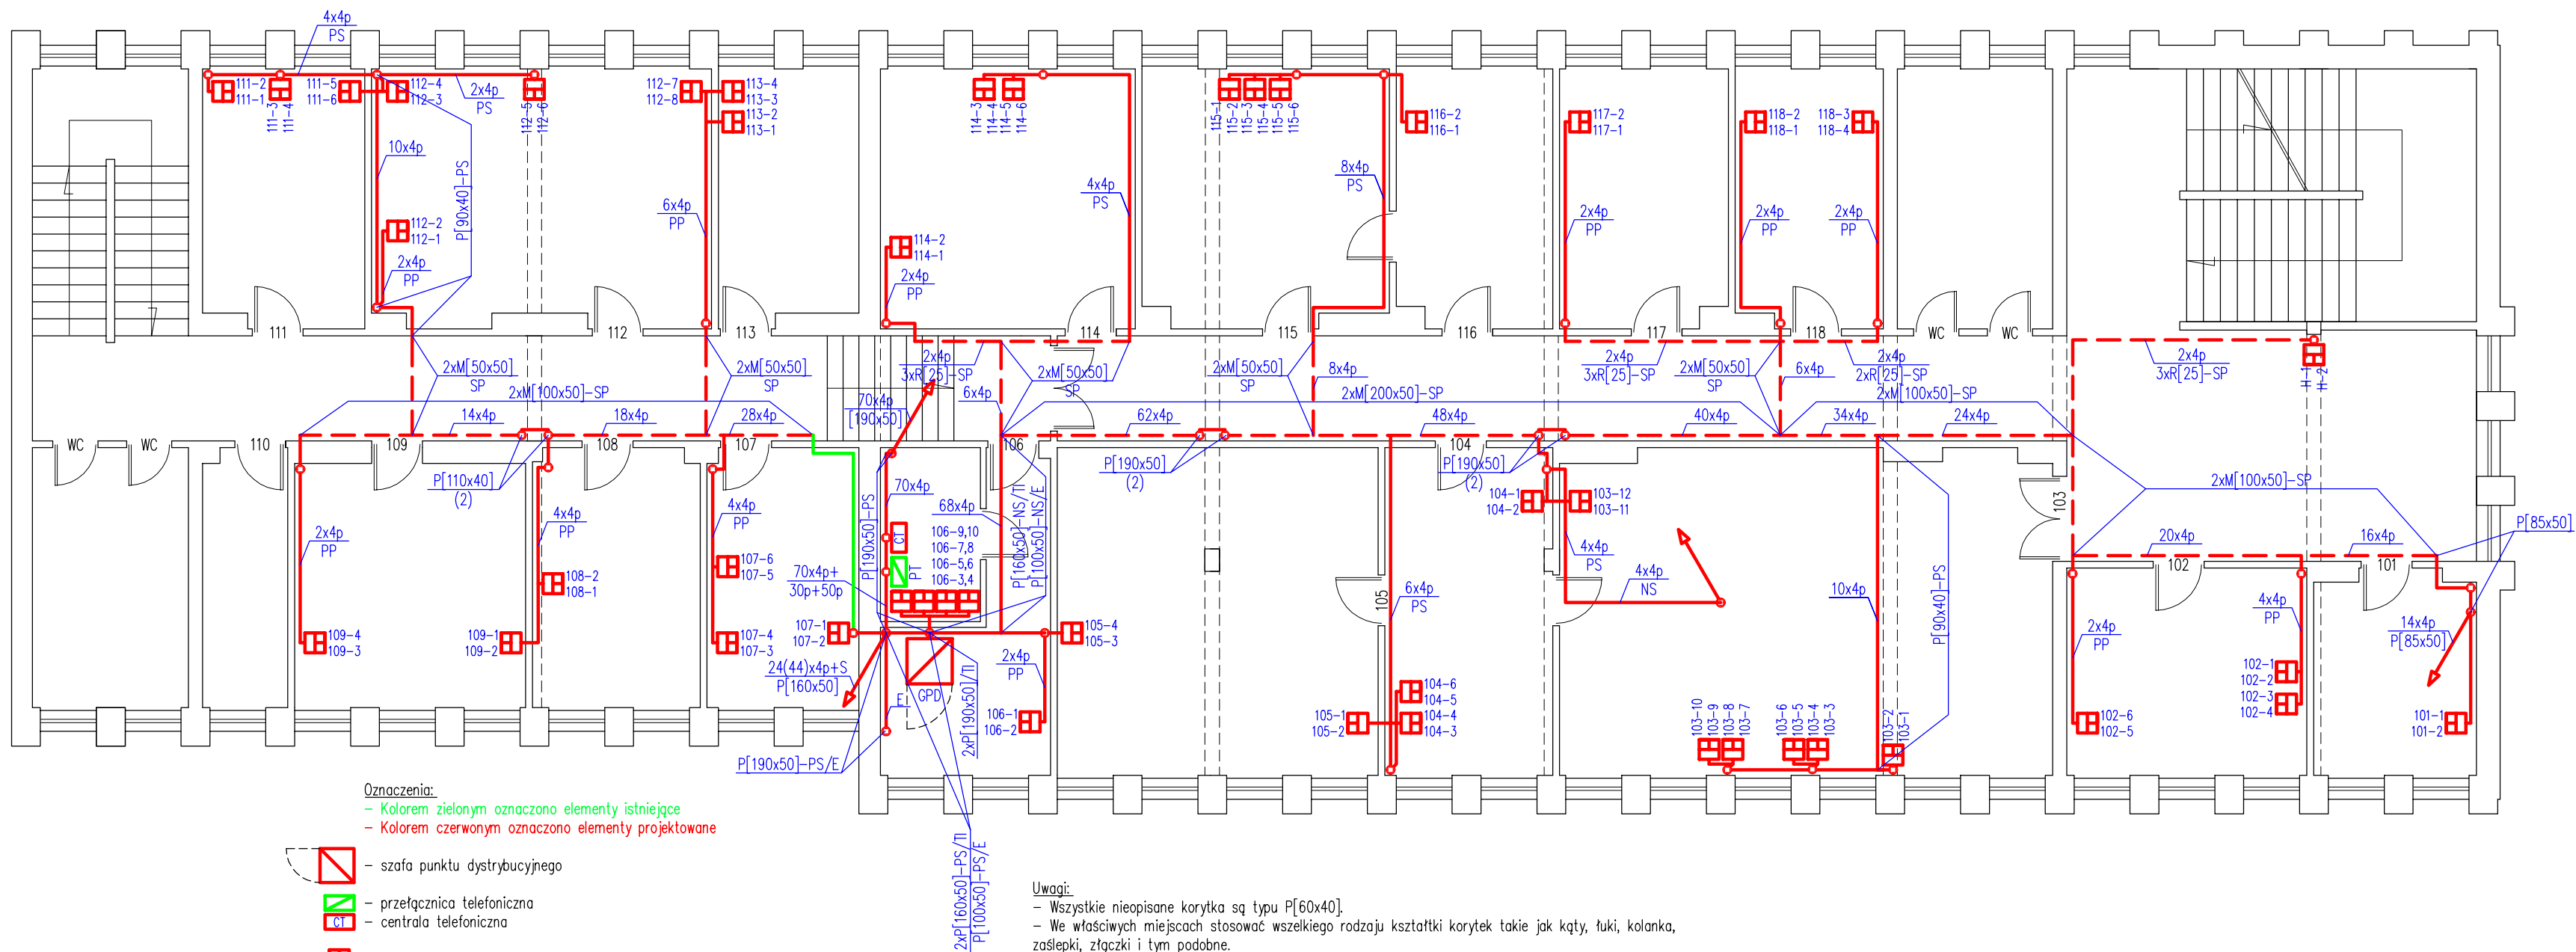 4x4p
PS
111-2
111-1
111-3
111-4
111-5
111-6
112-4
112-3
2x4p
PS
112-5
112-6
112-7
112-8
113-4
113-3
113-2
113-1
114-3
114-4
114-5
114-6
115-1
115-2
115-3
115-4
115-5
115-6
116-2
116-1
117-2
117-1
118-2
118-1
118-3
118-4
10x4p
P[90x40]-PS
112-2
112-1
2x4p
PP
6x4p
PP
114-2
114-1
2x4p
PP
4x4p
PS
8x4p
PS
2x4p
PP
2x4p
PP
2x4p
PP
111
112
113
114
115
116
117
118
WC
WC
2xM[50x50]
SP
2xM[100x50]-SP
2xM[50x50]
SP
2x4p
3xR[25]-SP
2xM[50x50]
SP
2xM[50x50]
SP
8x4p
2x4p
3xR[25]-SP
2xM[50x50]
SP
2x4p
2xR[25]-SP
6x4p
2x4p
3xR[25]-SP
H-1
H-2
14x4p
18x4p
28x4p
70x4p
[190x50]
6x4p
62x4p
2xM[200x50]-SP
48x4p
40x4p
34x4p
2xM[100x50]-SP
24x4p
WC
WC
110
109
108
107
106
104
103
P[110x40]
(2)
P[190x50]
(2)
P[190x50]
(2)
2xM[100x50]-SP
P[85x50]
20x4p
16x4p
102
101
2x4p
PP
4x4p
PP
4x4p
PP
107-6
107-5
108-2
108-1
109-4
109-3
109-1
109-2
107-4
107-3
107-1
107-2
P[190x50]-PS
70x4p
CT
PT
68x4p
106-9,10
106-7,8
106-5,6
106-3,4
70x4p+
30p+50p
P[160x50]-NS/TI
P[100x50]-NS/E
105-4
105-3
2x4p
PP
106-1
106-2
24(44)x4p+S
P[160x50]
E
GPD
2xP[190x50]/TI
P[190x50]-PS/E
2xP[160x50]-PS/TI
P[100x50]-PS/E
105
6x4p
PS
105-1
105-2
104-6
104-5
104-4
104-3
104-1
104-2
103-12
103-11
4x4p
PS
4x4p
NS
10x4p
P[90x40]-PS
103-10
103-9
103-8
103-7
103-6
103-5
103-4
103-3
103-2
103-1
2x4p
PP
102-6
102-5
4x4p
PP
102-1
102-2
102-3
102-4
14x4p
P[85x50]
101-1
101-2
Oznaczenia:
- Kolorem zielonym oznaczono elementy istniejące
- Kolorem czerwonym oznaczono elementy projektowane
- szafa punktu dystrybucyjnego
- przełącznica telefoniczna
CT - centrala telefoniczna
Uwagi:
- Wszystkie nieopisane korytka są typu P[60x40].
- We właściwych miejscach stosować wszelkiego rodzaju kształtki korytek takie jak kąty, łuki, kolanka,
zaślepki, złączki i tym podobne.